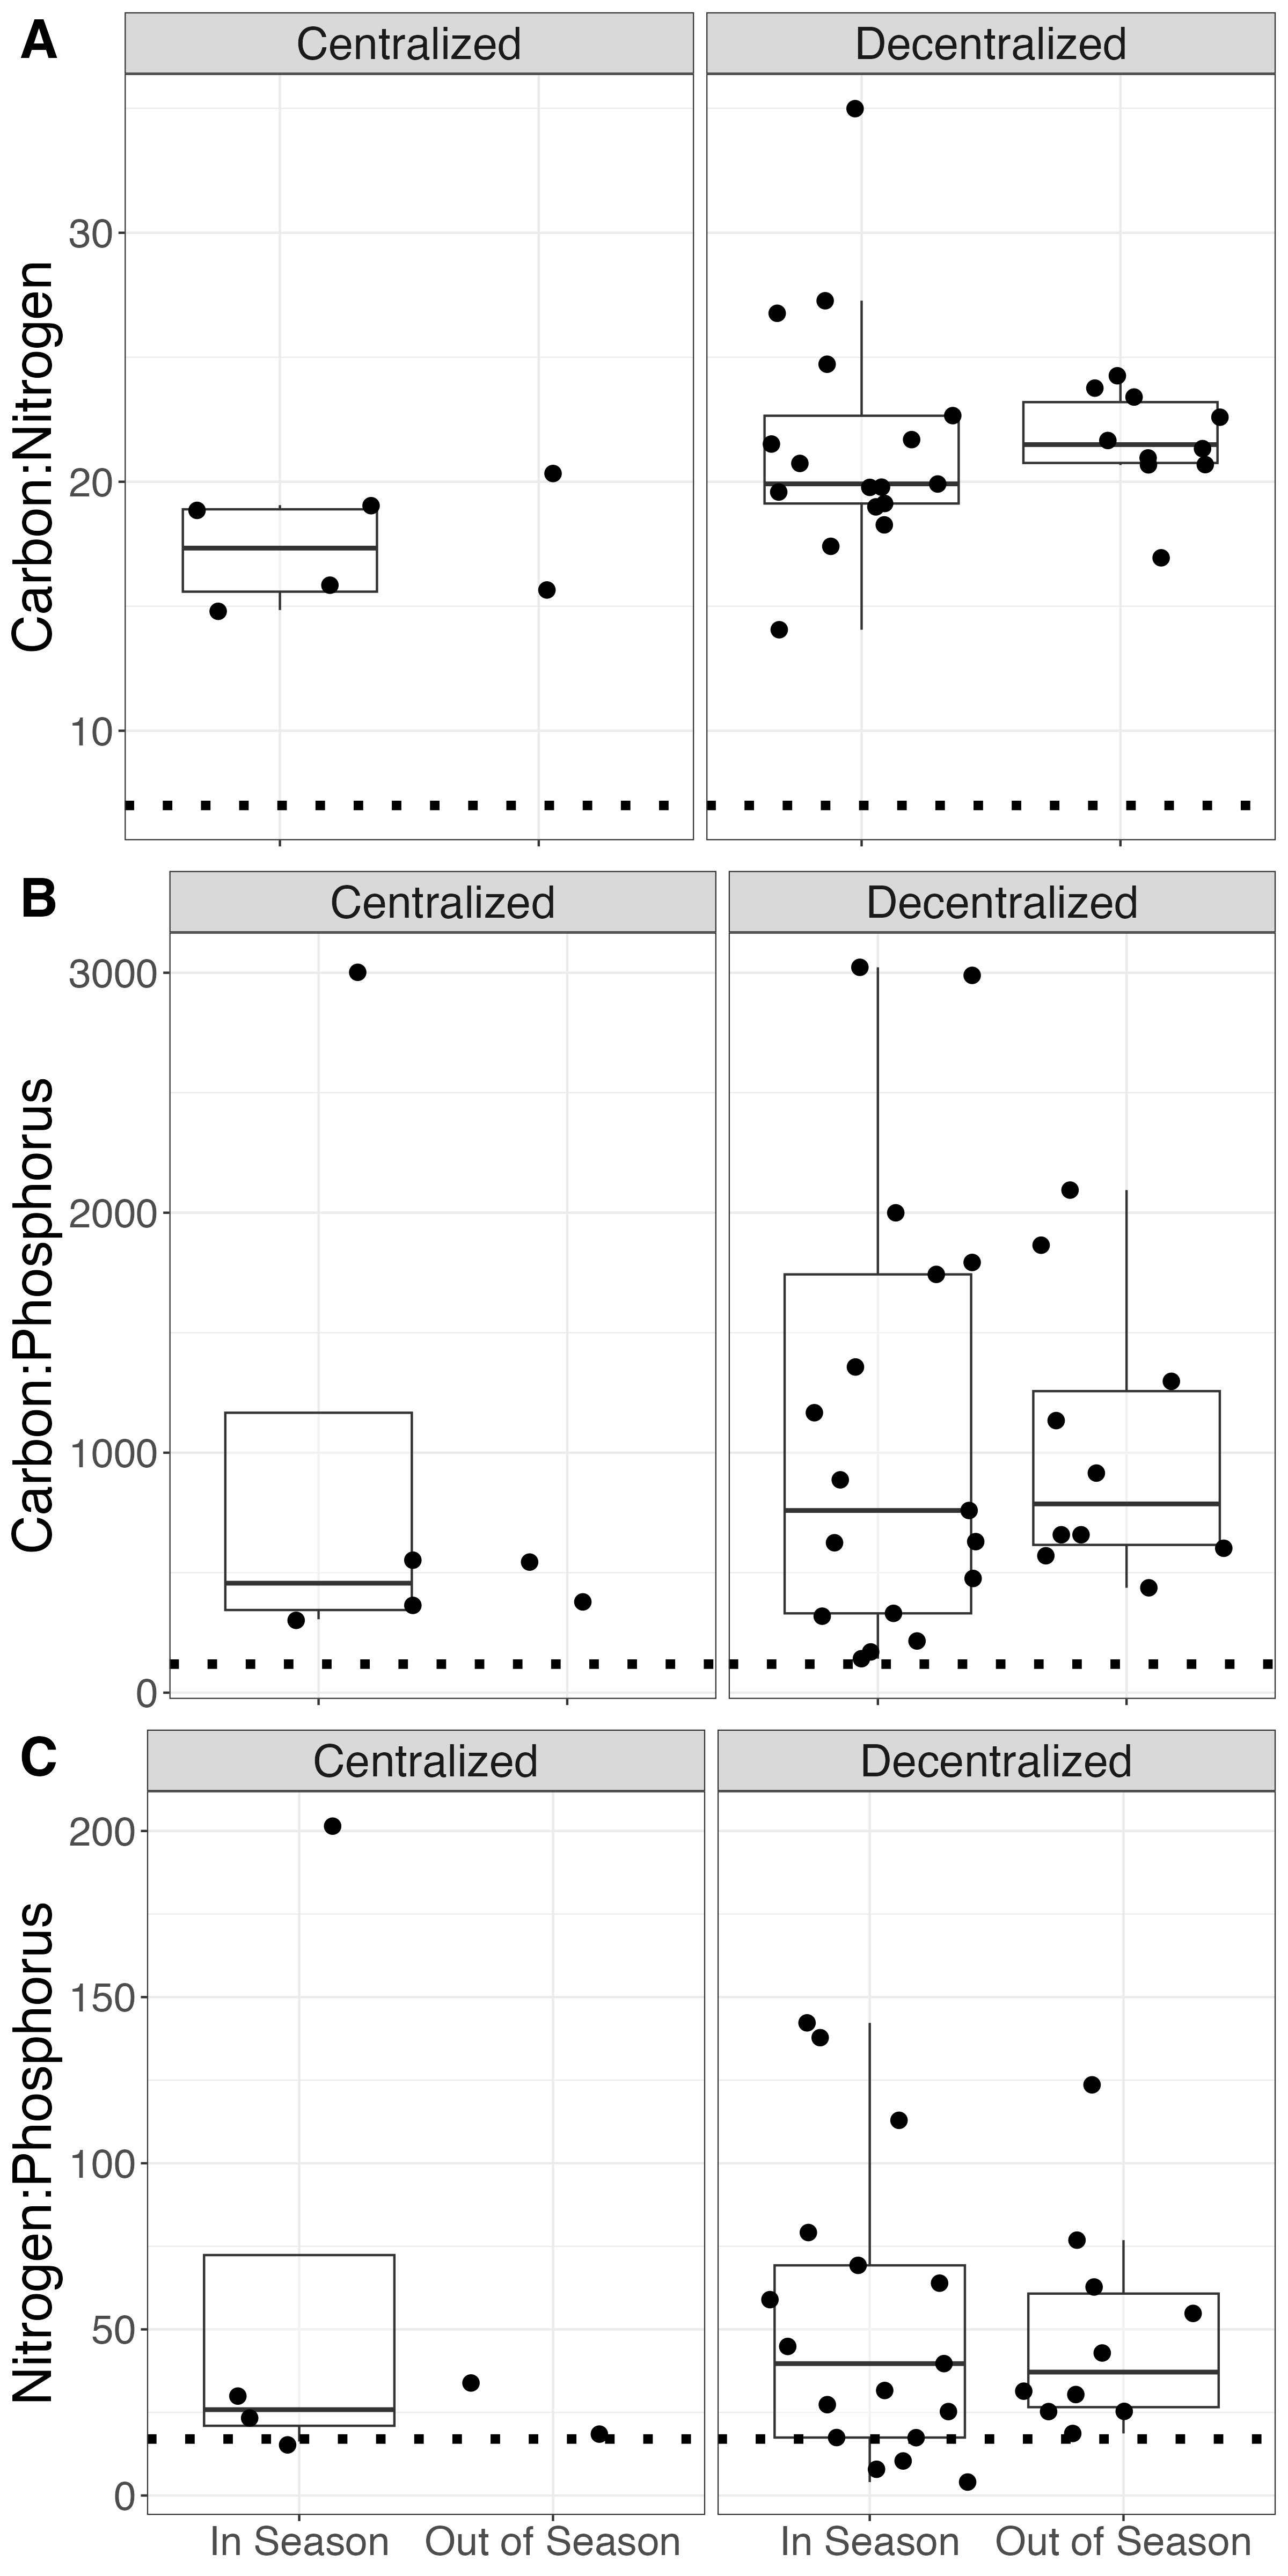 A
Centralized
Decentralized
Carbon:Nitrogen
30
20
10
B
Centralized
Decentralized
Carbon:Phosphorus
3000
2000
1000
0
C
Centralized
Decentralized
Nitrogen:Phosphorus
200
150
100
50
0
In Season
Out of Season
In Season
Out of Season